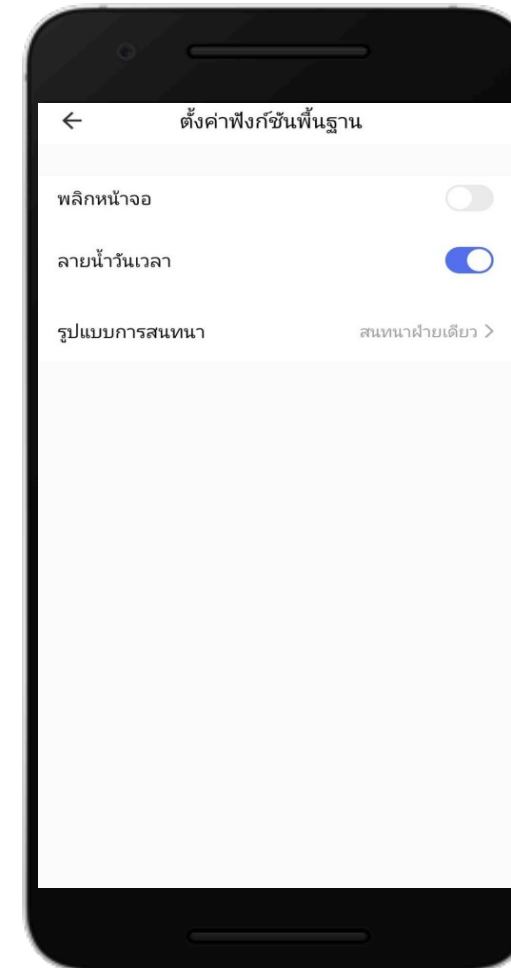 ตั้งค่าฟังก์ชันพื้นฐาน
พลิกหน้าจอ
ลายน้ำวันเวลา
รูปแบบการสนทนา สนทนาฝ่ายเดียว